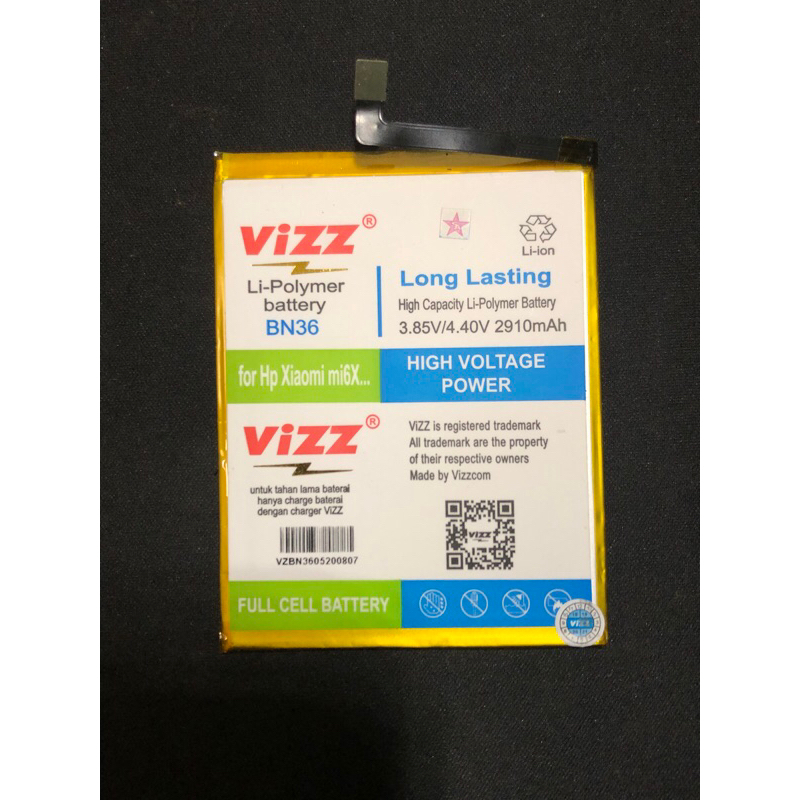 ViZZ®
Li-Polymer
battery
BN36
Li-ion
Long Lasting
High Capacity Li-Polymer Battery
3.85V/4.40V 2910mAh
for Hp Xiaomi mi6X...
HIGH VOLTAGE
POWER
ViZZ®
untuk tahan lama baterai
hanya charge baterai
dengan charger ViZZ
VZBN3605200807
ViZZ is registered trademark
All trademark are the property
of their respective owners
Made by Vizzcom
ViZZ
FULL CELL BATTERY
ViZZ